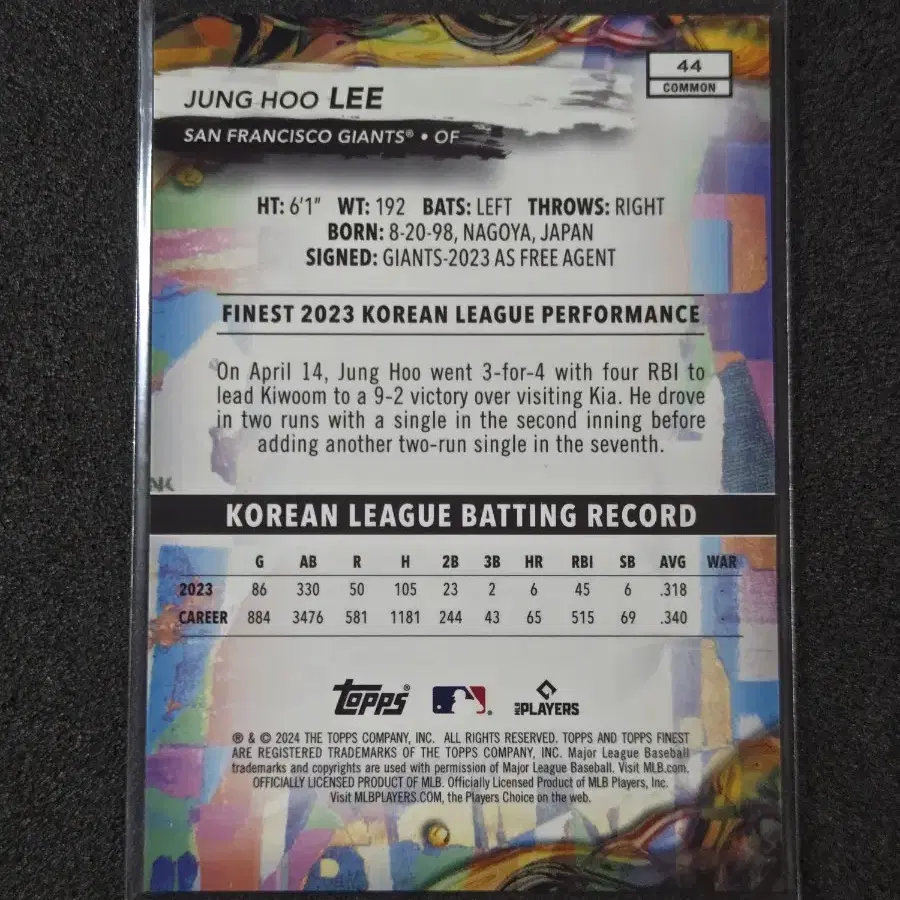 44
COMMON
JUNG HOO LEE
SAN FRANCISCO GIANTS® • OF
HT: 6'1" WT: 192 BATS: LEFT THROWS: RIGHT
BORN: 8-20-98, NAGOYA, JAPAN
SIGNED: GIANTS-2023 AS FREE AGENT
FINEST 2023 KOREAN LEAGUE PERFORMANCE
On April 14, Jung Hoo went 3-for-4 with four RBI to
lead Kiwoom to a 9-2 victory over visiting Kia. He drove
in two runs with a single in the second inning before
adding another two-run single in the seventh.
KOREAN LEAGUE BATTING RECORD
G AB R H 2B 3B HR RBI SB AVG WAR
2023 86 330 50 105 23 2 6 45 6 .318
CAREER 884 3476 581 1181 244 43 65 515 69 .340
Topps® ® PLAYERS
® & © 2024 THE TOPPS COMPANY, INC. ALL RIGHTS RESERVED. TOPPS AND TOPPS FINEST
ARE REGISTERED TRADEMARKS OF THE TOPPS COMPANY, INC. Major League Baseball
trademarks and copyrights are used with permission of Major League Baseball. Visit MLB.com.
OFFICIALLY LICENSED PRODUCT OF MLB. Officially Licensed Product of MLB Players, Inc.
Visit MLBPLAYERS.COM, the Players Choice on the web.